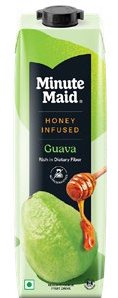 Minute
Maid
HONEY
INFUSED
Guava
Rich in Dietary Fiber